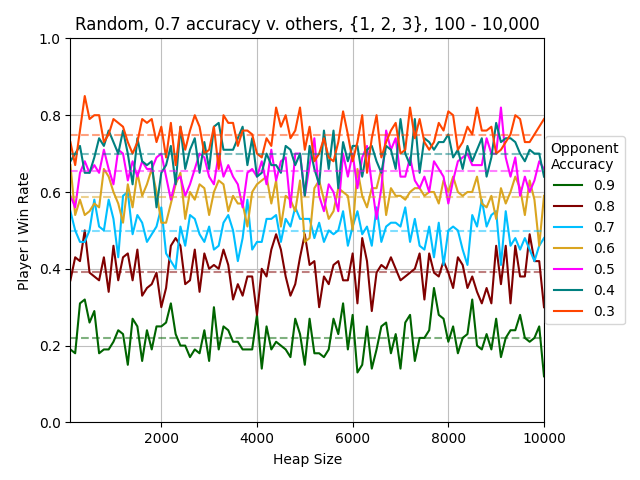 Random, 0.7 accuracy v. others, {1, 2, 3}, 100 - 10,000
1.0
0.8
0.6
0.4
0.2
0.0
Player I Win Rate
2000 4000 6000 8000 10000
Heap Size
Opponent
Accuracy
0.9
0.8
0.7
0.6
0.5
0.4
0.3